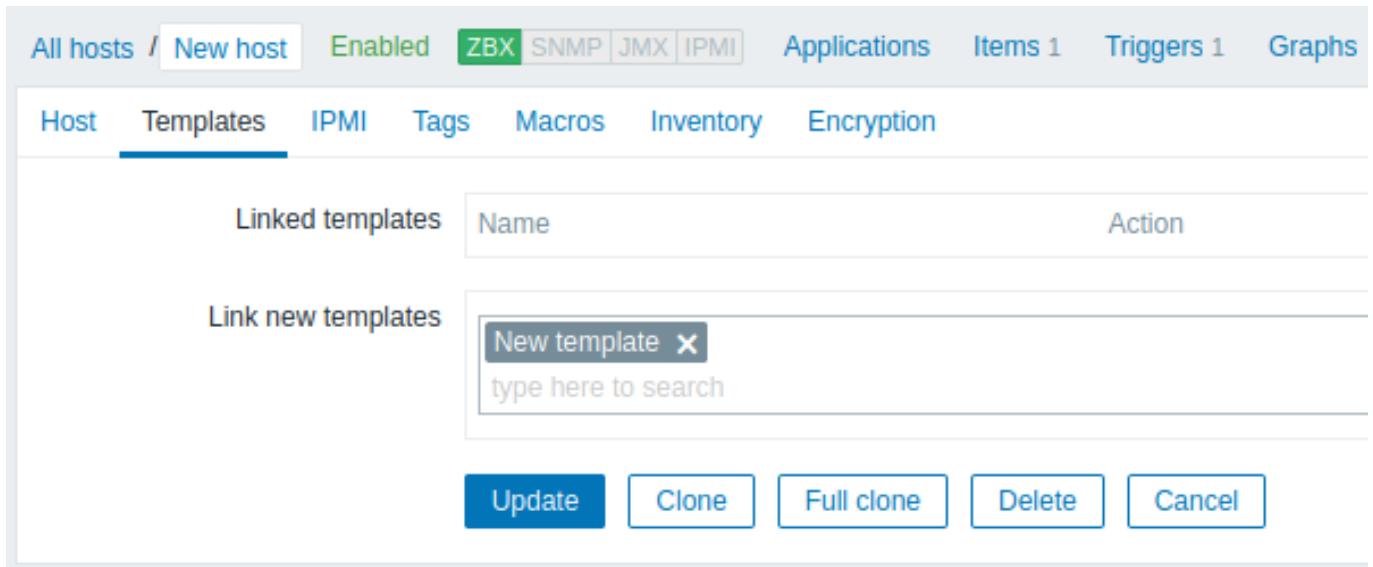 All hosts / New host Enabled ZBX SNMP JMX IPMI Applications Items 1 Triggers 1 Graphs
Host Templates IPMI Tags Macros Inventory Encryption
Linked templates Name Action
Link new templates
New template ×
type here to search
Update Clone Full clone Delete Cancel